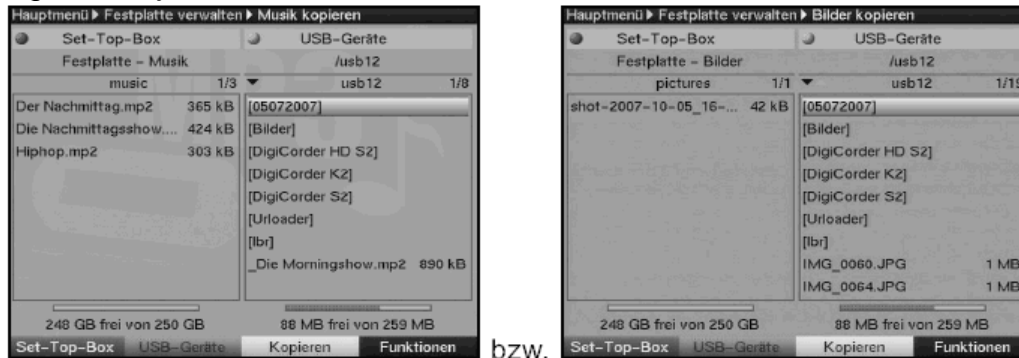 Hauptmenü ▶ Festplatte verwalten ▶ Musik kopieren
Set-Top-Box USB-Geräte
Festplatte - Musik /usb12
music 1/3 usb12 1/8
Der Nachmittag.mp2 365 kB [05072007]
Die Nachmittagsshow.... 424 kB [Bilder]
Hiphop.mp2 303 kB [DigiCorder HD S2]
[DigiCorder K2]
[DigiCorder S2]
[Urloader]
[lbr]
_Die Morningshow.mp2 890 kB
248 GB frei von 250 GB 88 MB frei von 259 MB
Set-Top-Box USB-Geräte Kopieren Funktionen
bzw.
Hauptmenü ▶ Festplatte verwalten ▶ Bilder kopieren
Set-Top-Box USB-Geräte
Festplatte - Bilder /usb12
pictures 1/1 usb12 1/19
shot-2007-10-05_16-... 42 kB [05072007]
[Bilder]
[DigiCorder HD S2]
[DigiCorder K2]
[DigiCorder S2]
[Urloader]
[lbr]
IMG_0060.JPG 1 MB
IMG_0064.JPG 1 MB
248 GB frei von 250 GB 88 MB frei von 259 MB
Set-Top-Box USB-Geräte Kopieren Funktionen